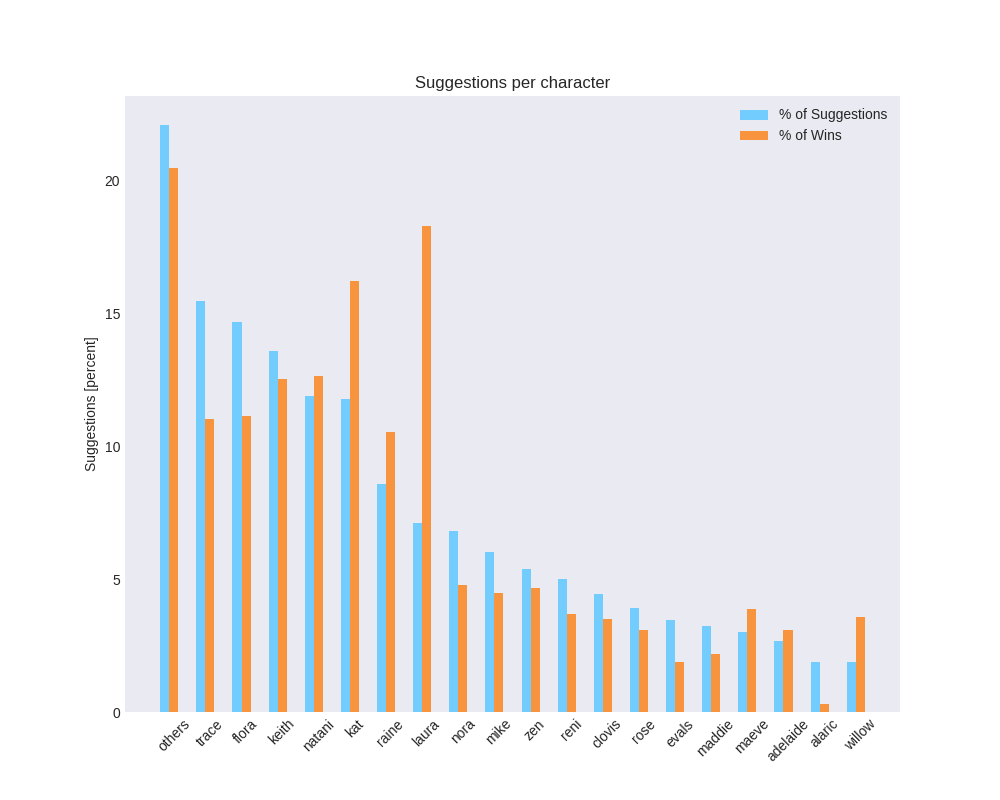 Suggestions per character
% of Suggestions
% of Wins
Suggestions [percent]
20
15
10
5
0
others
trace
flora
keith
natani
kat
raine
laura
nora
mike
zen
reni
clovis
rose
evals
maddie
maeve
adelaide
alaric
willow